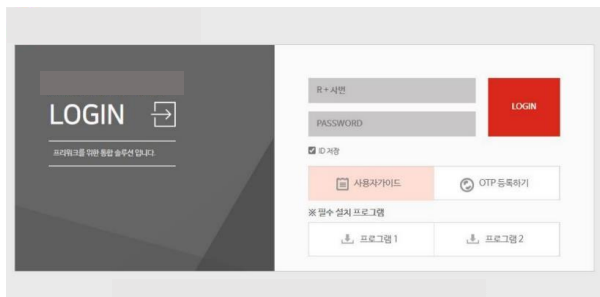 LOGIN
프리워크를 위한 통합 솔루션 입니다.
R + 사번
PASSWORD
LOGIN
ID 저장
사용자가이드
OTP 등록하기
※ 필수 설치 프로그램
프로그램 1
프로그램 2